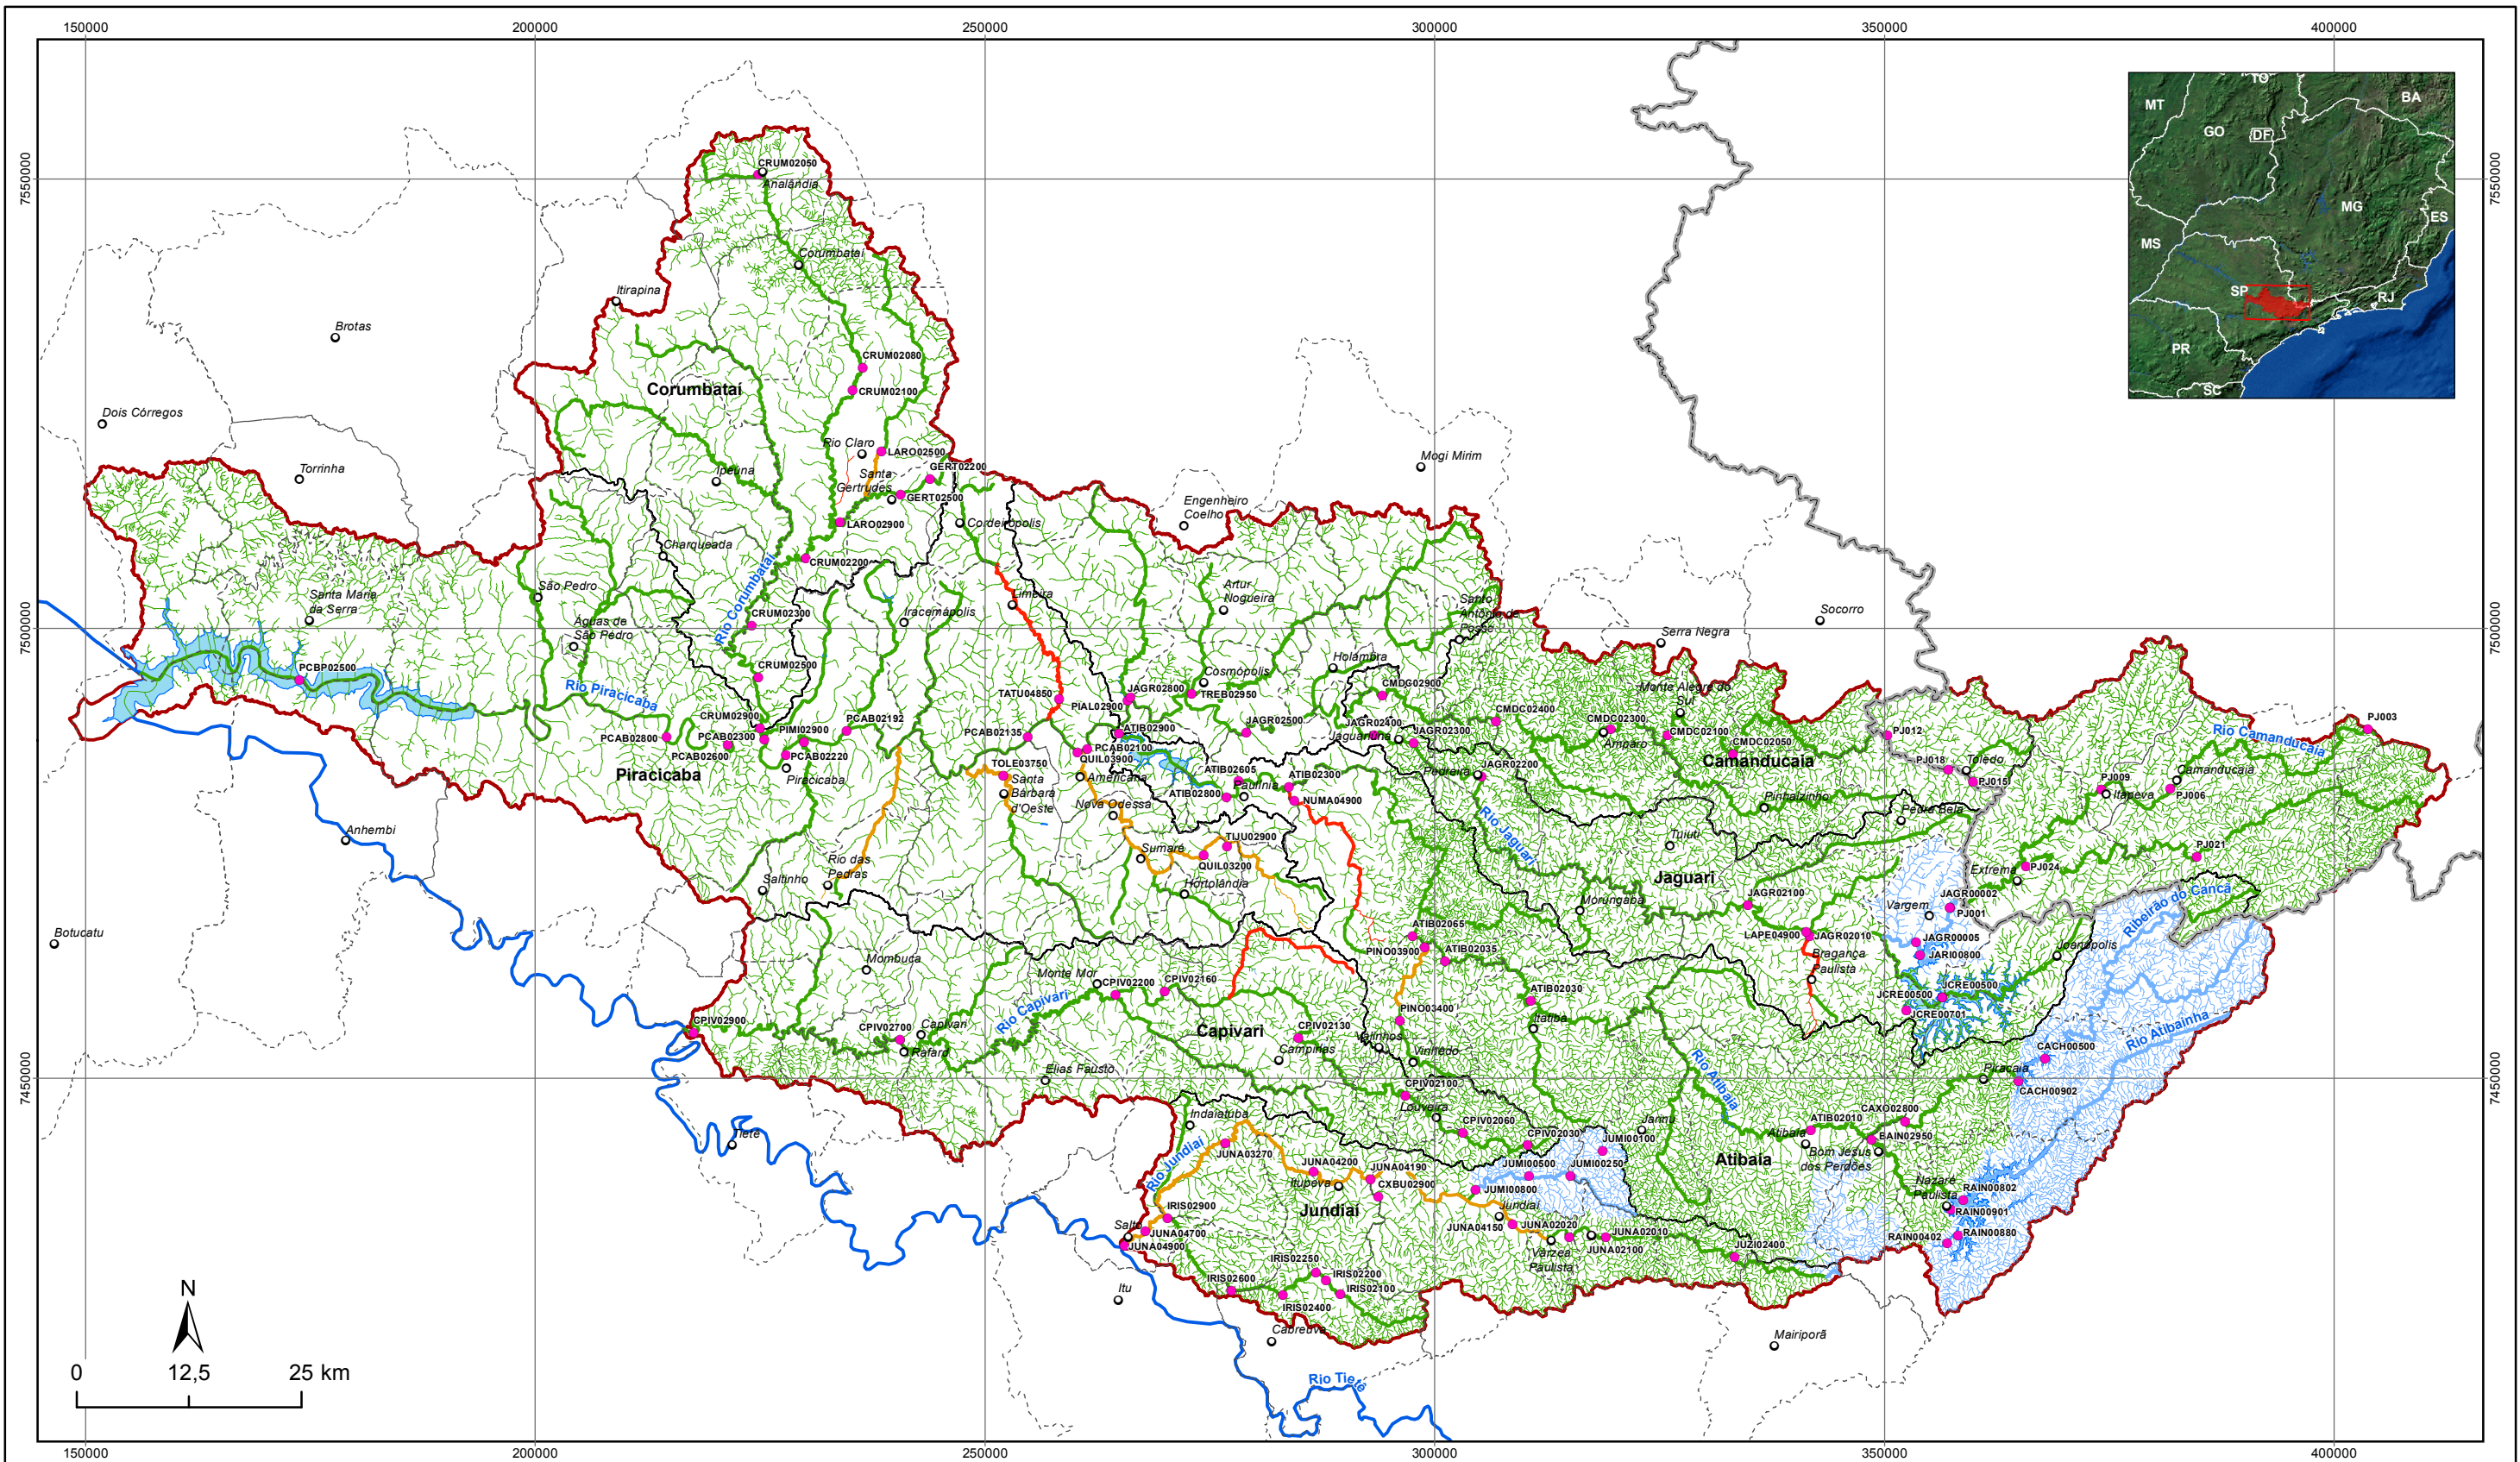 150000
200000
250000
300000
350000
400000
7550000
7550000
7500000
7500000
7450000
7450000
TO
MT
BA
GO
DF
MG
ES
MS
SP
RJ
PR
SC
CRUM02050
Analândia
Corumbataí
Itirapina
Brotas
CRUM02080
Corumbataí
CRUM02100
Dois Córregos
Rio Claro
LARO02500
Mogi Mirim
Torrinha
Ipeúna
Santa
Gertrudes
GERT02200
GERT02500
Engenheiro
Coelho
LARO02900
Cordeirópolis
Charqueada
CRUM02200
Rio Corumbataí
São Pedro
Santa Maria
da Serra
Limeira
Artur
Nogueira
Santo
Antônio de
Posse
Socorro
CRUM02300
Iracemápolis
Águas de
São Pedro
Serra Negra
PCBP02500
CRUM02500
Cosmópolis
Holambra
CMDC02900
Rio Piracicaba
TATU04850
JAGR02800
TREB02950
Monte Alegre do
Sul
PIAL02900
CMDC02400
CRUM02900
PIMI02900
PCAB02192
ATIB02900
JAGR02500
JAGR02400
CMDC02300
PJ003
PCAB02800
PCAB02300
PCAB02135
Jaguariúna
JAGR02300
Amparo
CMDC02100
PJ012
Rio Camanducaia
PCAB02600
PCAB02220
PCAB02100
QUIL03900
CMDC02050
Camanducaia
Piracicaba
Piracicaba
TOLE03750
Santa
Bárbara
d'Oeste
Americana
ATIB02605
Paulínia
ATIB02300
Pedreira
JAGR02200
PJ018
Toledo
PJ015
PJ009
Itapeva
Camanducaia
PJ006
ATIB02800
NUMA04900
Nova Odessa
Pinhalzinho
Pedra Bela
Anhembi
Rio Jaguari
Tuiuti
TIJU02900
Sumaré
QUIL03200
Rio das
Pedras
Saltinho
Hortolândia
Jaguari
PJ021
Extrema
PJ024
Morungaba
JAGR02100
JAGR00002
Vargem
PJ001
Ribeirão do Cancã
Botucatu
ATIB02065
LAPE04900
JAGR02010
JAGR00005
Joanópolis
PINO03900
ATIB02035
Bragança
Paulista
JARI00800
Mombuca
Monte Mor
CPIV02200
CPIV02160
JCRE00500
JCRE00500
ATIB02030
JCRE00701
Rio Capivari
PINO03400
Itatiba
CPIV02900
CPIV02700
Capivari
Rafard
Capivari
CPIV02130
Campinas
Valinhos
Vinhedo
Rio Atibainha
CACH00500
Piracaia
CACH00902
Elias Fausto
Rio Atibaia
CPIV02100
Louveira
Indaiatuba
CPIV02060
Jarinu
ATIB02010
CAXO02800
Atibaia
BAIN02950
Tietê
CPIV02030
JUMI00100
Bom Jesus
dos Perdões
JUNA03270
Atibaia
Rio Jundiaí
JUNA04200
JUNA04190
JUMI00500
JUMI00250
Itupeva
CXBU02900
JUMI00800
Nazaré
Paulista
RAIN00802
RAIN00901
IRIS02900
Jundiaí
Jundiaí
Salto
JUNA04700
JUNA04150
JUNA02020
JUNA02010
JUNA04900
JUNA02100
Várzea
Paulista
JUZI02400
RAIN00402
RAIN00880
IRIS02250
IRIS02200
IRIS02600
IRIS02100
IRIS02400
Itu
Cabreúva
Mairiporã
Rio Tietê
N
0
12,5
25 km
150000
200000
250000
300000
350000
400000